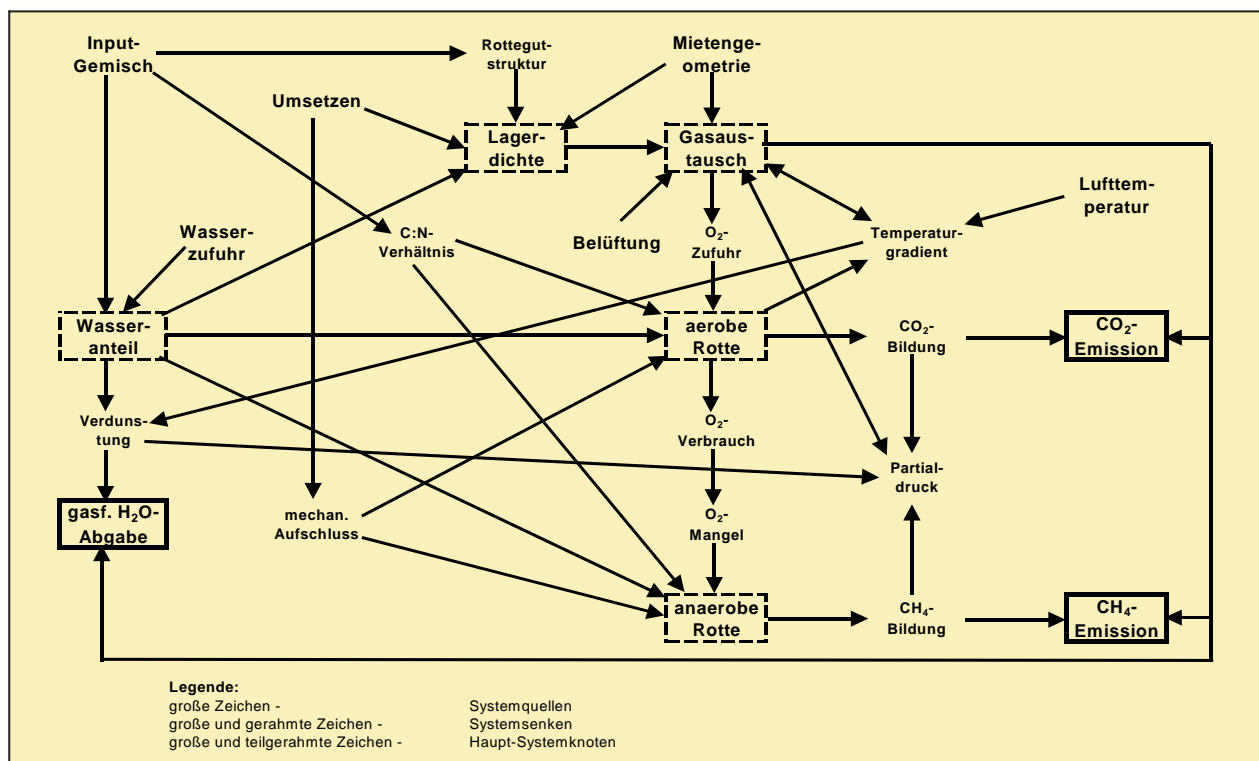 Input-
Gemisch
Rottegut-
struktur
Mietenge-
ometrie
Umsetzen
Lager-
dichte
Gasaus-
tausch
Lufttem-
peratur
Wasser-
zufuhr
C:N-
Verhältnis
Belüftung
O₂-
Zufuhr
Temperatur-
gradient
Wasser-
anteil
aerobe
Rotte
CO₂-
Bildung
CO₂-
Emission
Verduns-
tung
O₂-
Verbrauch
Partial-
druck
gasf. H₂O-
Abgabe
mechan.
Aufschluss
O₂-
Mangel
anaerobe
Rotte
CH₄-
Bildung
CH₄-
Emission
Legende:
große Zeichen - Systemquellen
große und gerahmte Zeichen - Systemsenken
große und teilgerahmte Zeichen - Haupt-Systemknoten